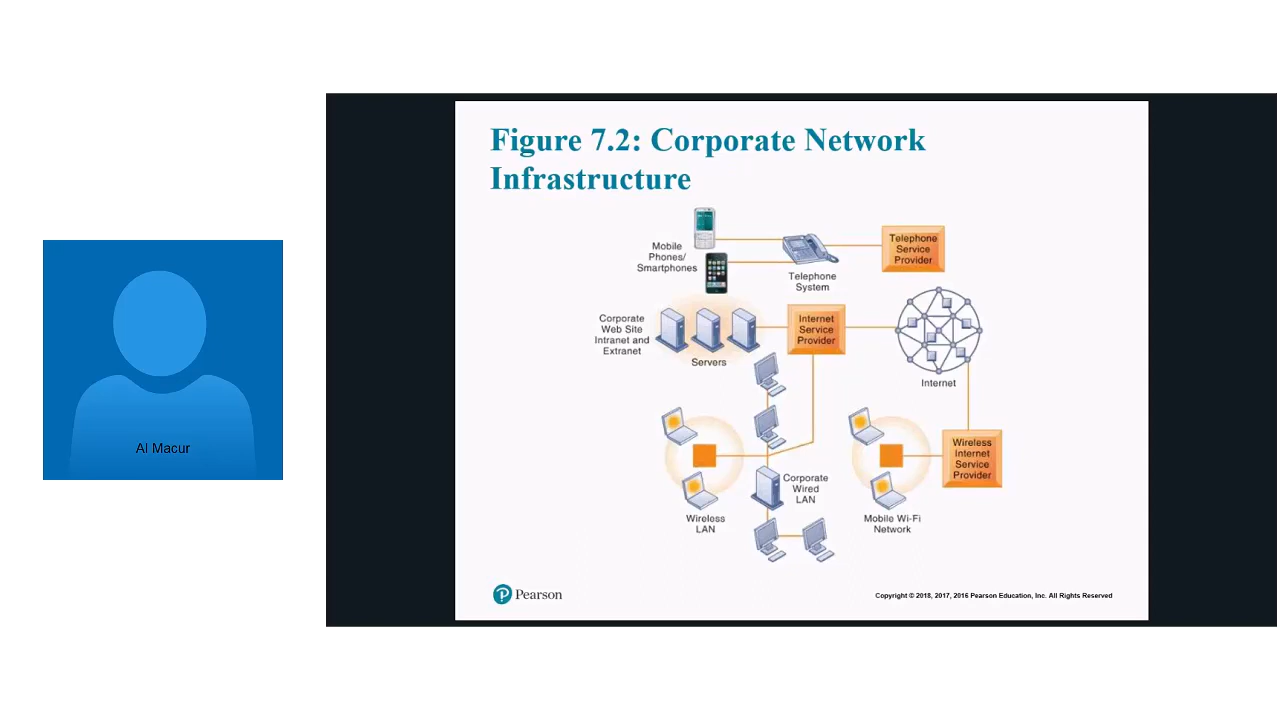 Figure 7.2: Corporate Network
Infrastructure
Mobile
Phones/
Smartphones
Telephone
System
Telephone
Service
Provider
Corporate
Web Site
Intranet and
Extranet
Servers
Internet
Service
Provider
Internet
Wireless
LAN
Corporate
Wired
LAN
Mobile Wi-Fi
Network
Wireless
Internet
Service
Provider
Al Macur
Pearson
Copyright © 2018, 2017, 2016 Pearson Education, Inc. All Rights Reserved